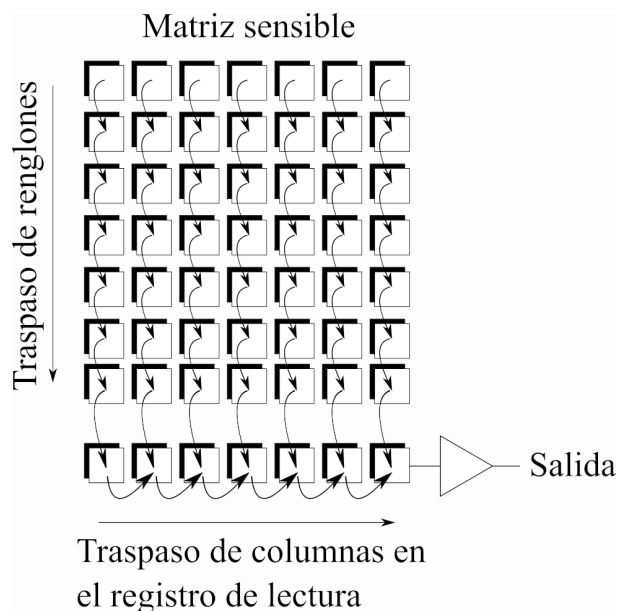 Matriz sensible
Traspaso de renglones
Salida
Traspaso de columnas en
el registro de lectura